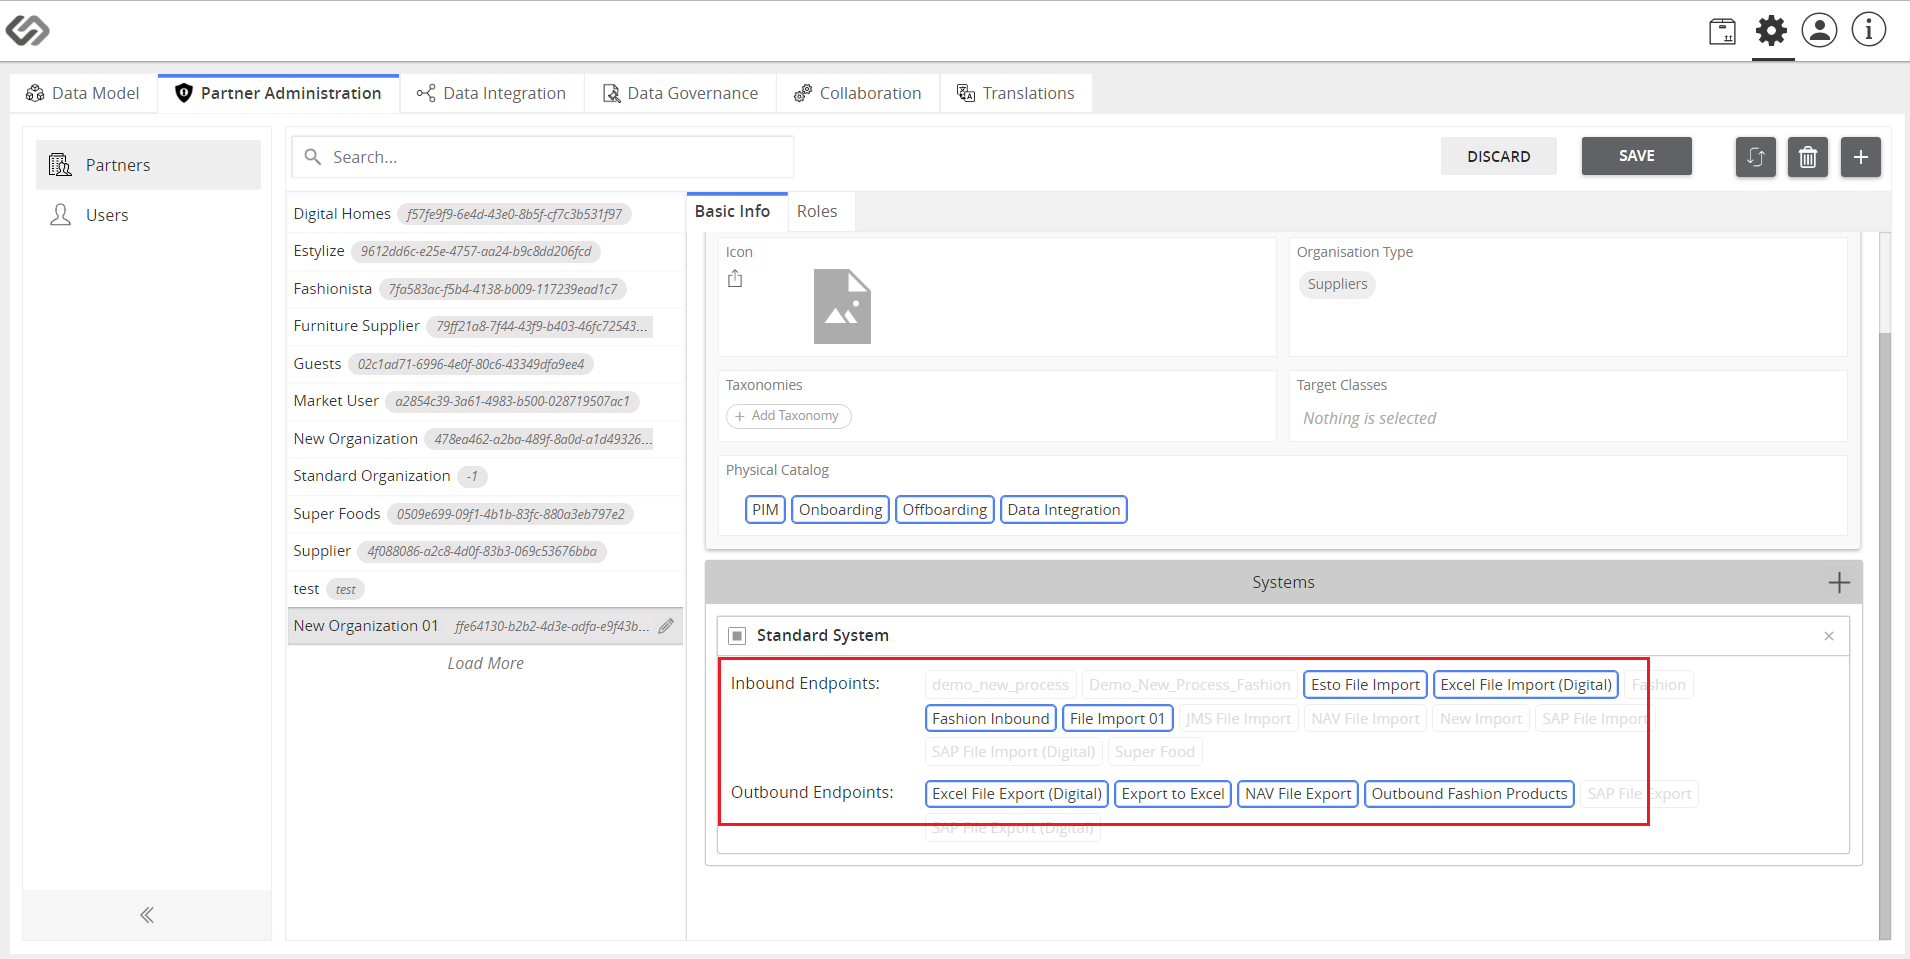 Data Model
Partner Administration
Data Integration
Data Governance
Collaboration
Translations
Partners
Users
Search...
DISCARD
SAVE
Digital Homes f57fe9f9-6e4d-43e0-8b5f-cf7c3b531f97
Estylize 9612dd6c-e25e-4757-aa24-b9c8dd206fcd
Fashionista 7fa583ac-f5b4-4138-b009-117239ead1c7
Furniture Supplier 79ff21a8-7f44-43f9-b403-46fc72543...
Guests 02c1ad71-6996-4e0f-80c6-43349dfa9ee4
Market User a2854c39-3a61-4983-b500-028719507ac1
New Organization 478ea462-a2ba-489f-8a0d-a1d49326...
Standard Organization -1
Super Foods 0509e699-09f1-4b1b-83fc-880a3eb797e2
Supplier 4f088086-a2c8-4d0f-83b3-069c53676bba
test test
New Organization 01 ffe64130-b2b2-4d3e-adfa-e9f43b...
Load More
Basic Info Roles
Icon
Organisation Type
Suppliers
Taxonomies
+ Add Taxonomy
Target Classes
Nothing is selected
Physical Catalog
PIM Onboarding Offboarding Data Integration
Systems
Standard System
Inbound Endpoints: demo_new_process Demo_New_Process_Fashion Esto File Import Excel File Import (Digital) Fashion
Fashion Inbound File Import 01 JMS File Import NAV File Import New Import SAP File Import
SAP File Import (Digital) Super Food
Outbound Endpoints: Excel File Export (Digital) Export to Excel NAV File Export Outbound Fashion Products SAP File Export
SAP File Export (Digital)